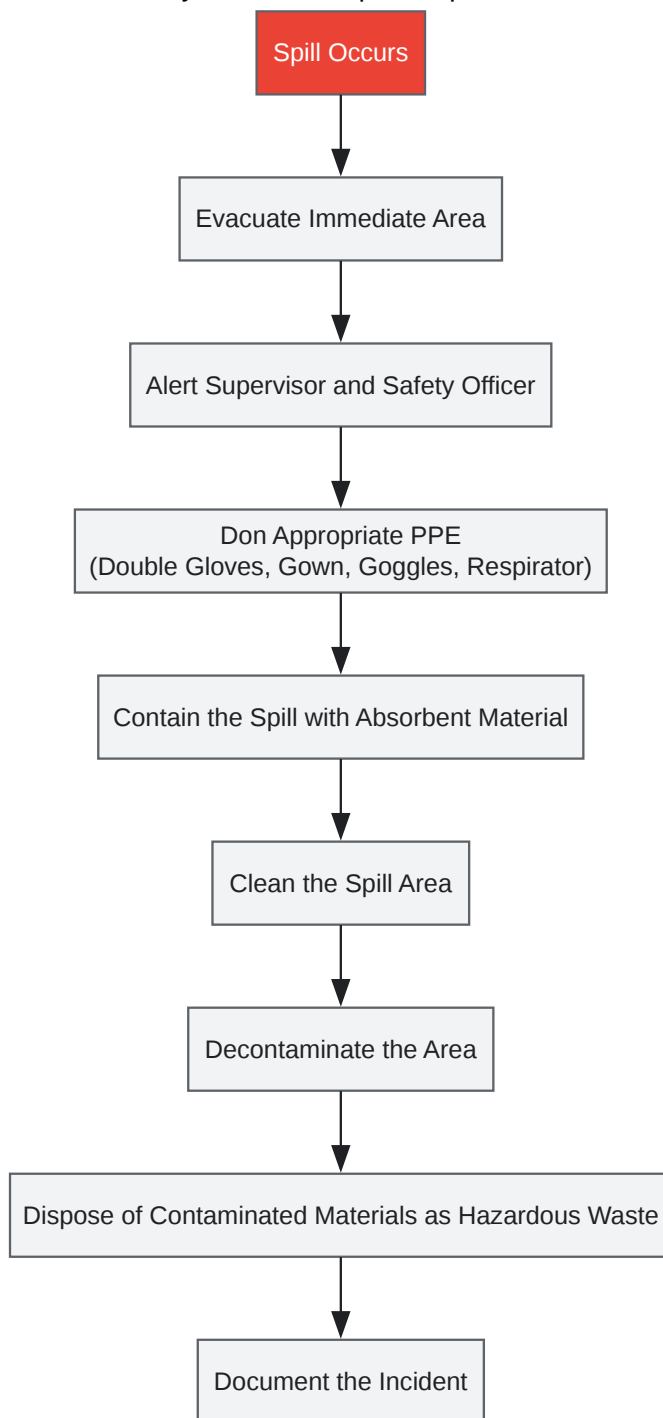 Spill Occurs
Evacuate Immediate Area
Alert Supervisor and Safety Officer
Don Appropriate PPE
(Double Gloves, Gown, Goggles, Respirator)
Contain the Spill with Absorbent Material
Clean the Spill Area
Decontaminate the Area
Dispose of Contaminated Materials as Hazardous Waste
Document the Incident